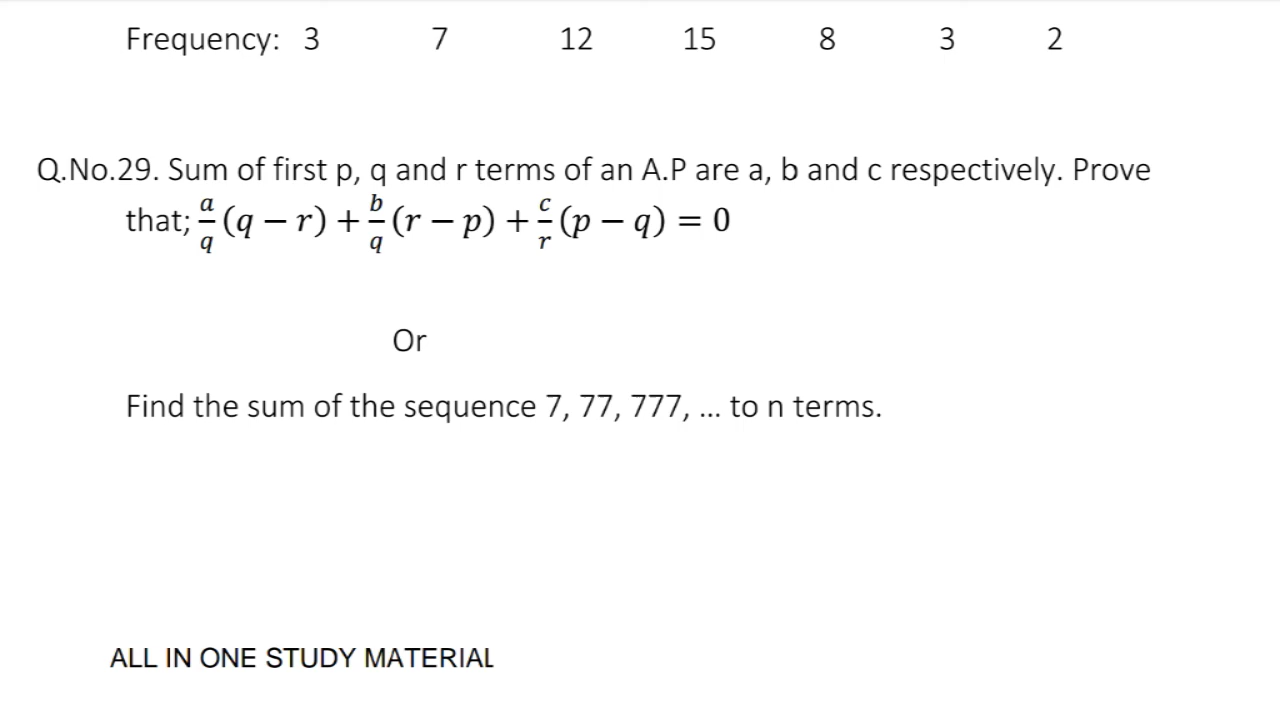 Frequency: 3 7 12 15 8 3 2
Q.No.29. Sum of first p, q and r terms of an A.P are a, b and c respectively. Prove
that; a/q (q − r) + b/q (r − p) + c/r (p − q) = 0
Or
Find the sum of the sequence 7, 77, 777, ... to n terms.
ALL IN ONE STUDY MATERIAL